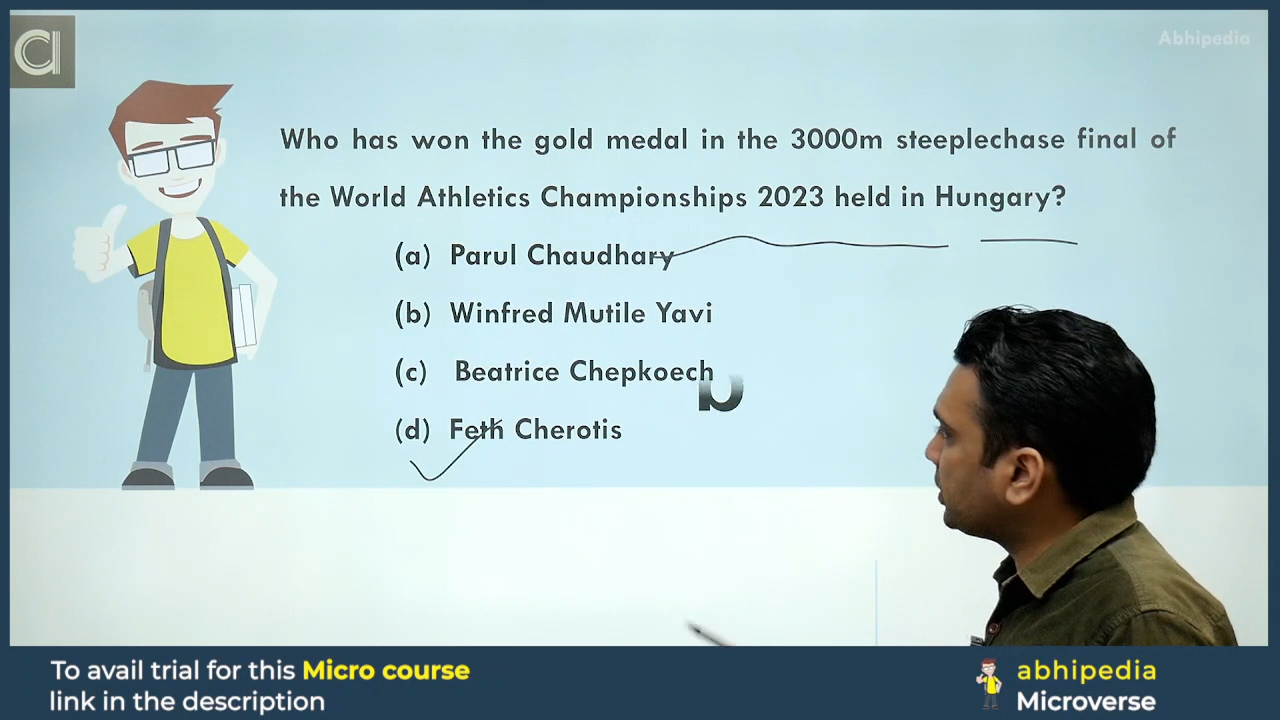 Abhipedia
Who has won the gold medal in the 3000m steeplechase final of
the World Athletics Championships 2023 held in Hungary?
(a) Parul Chaudhary
(b) Winfred Mutile Yavi
(c) Beatrice Chepkoech
b
(d) Feth Cherotis
To avail trial for this Micro course
link in the description
abhipedia
Microverse